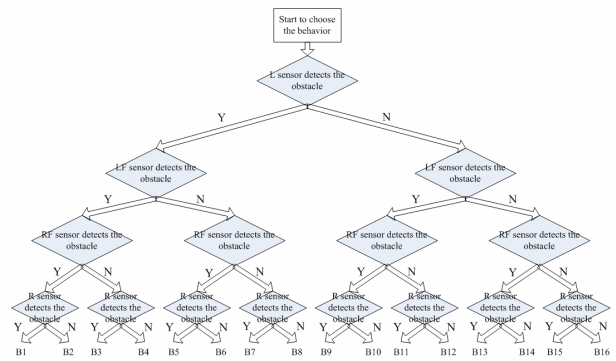 Start to choose
the behavior
L sensor detects the
obstacle
Y
N
LF sensor detects the
obstacle
LF sensor detects the
obstacle
Y
N
Y
N
RF sensor detects the
obstacle
RF sensor detects the
obstacle
RF sensor detects the
obstacle
RF sensor detects the
obstacle
Y
N
Y
N
Y
N
Y
N
R sensor
detects the
obstacle
R sensor
detects the
obstacle
R sensor
detects the
obstacle
R sensor
detects the
obstacle
R sensor
detects the
obstacle
R sensor
detects the
obstacle
R sensor
detects the
obstacle
R sensor
detects the
obstacle
Y
N
Y
N
Y
N
Y
N
Y
N
Y
N
Y
N
Y
N
B1
B2
B3
B4
B5
B6
B7
B8
B9
B10
B11
B12
B13
B14
B15